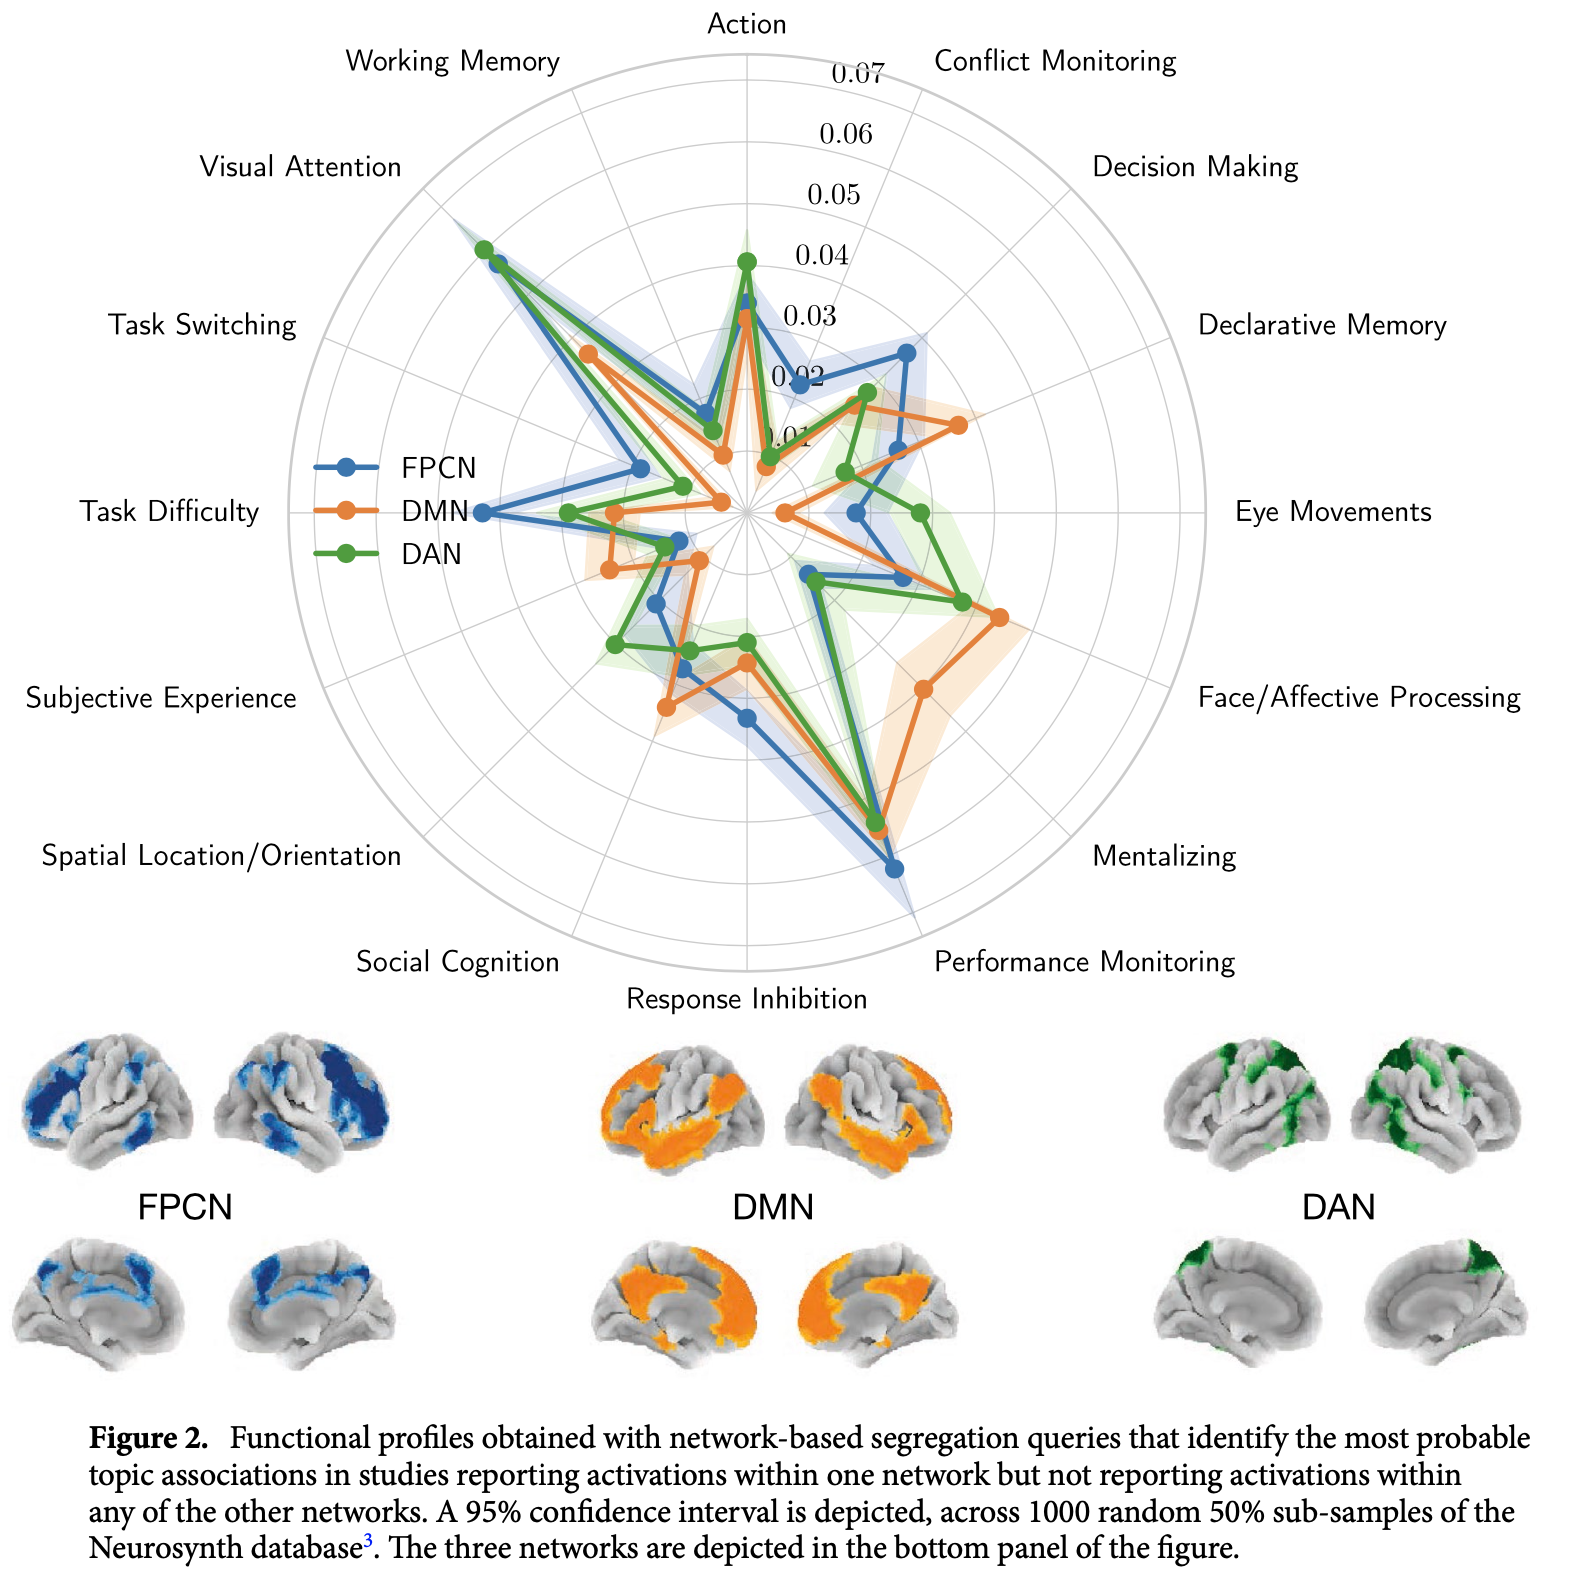 Action
Working Memory
Conflict Monitoring
0.07
0.06
Visual Attention
Decision Making
0.05
0.04
Task Switching
0.03
Declarative Memory
0.02
0.01
FPCN
DMN
DAN
Task Difficulty
Eye Movements
Subjective Experience
Face/Affective Processing
Spatial Location/Orientation
Mentalizing
Social Cognition
Performance Monitoring
Response Inhibition
FPCN
DMN
DAN
Figure 2. Functional profiles obtained with network-based segregation queries that identify the most probable
topic associations in studies reporting activations within one network but not reporting activations within
any of the other networks. A 95% confidence interval is depicted, across 1000 random 50% sub-samples of the
Neurosynth database3. The three networks are depicted in the bottom panel of the figure.